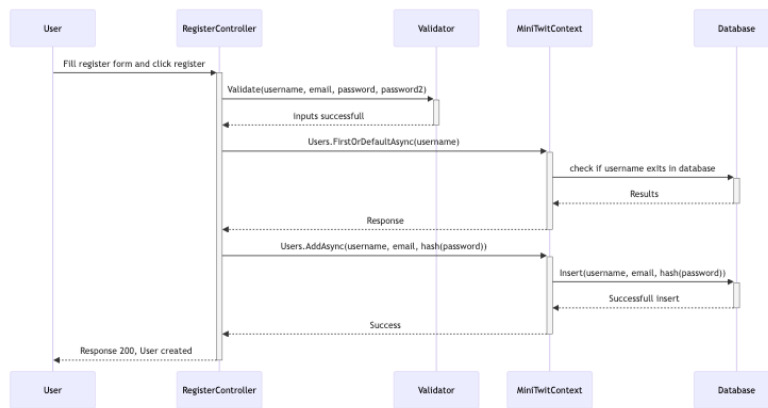 User RegisterController Validator MiniTwitContext Database
Fill register form and click register
Validate(username, email, password, password2)
Inputs successfull
Users.FirstOrDefaultAsync(username)
check if username exits in database
Results
Response
Users.AddAsync(username, email, hash(password))
Insert(username, email, hash(password))
Successfull insert
Success
Response 200, User created
User RegisterController Validator MiniTwitContext Database